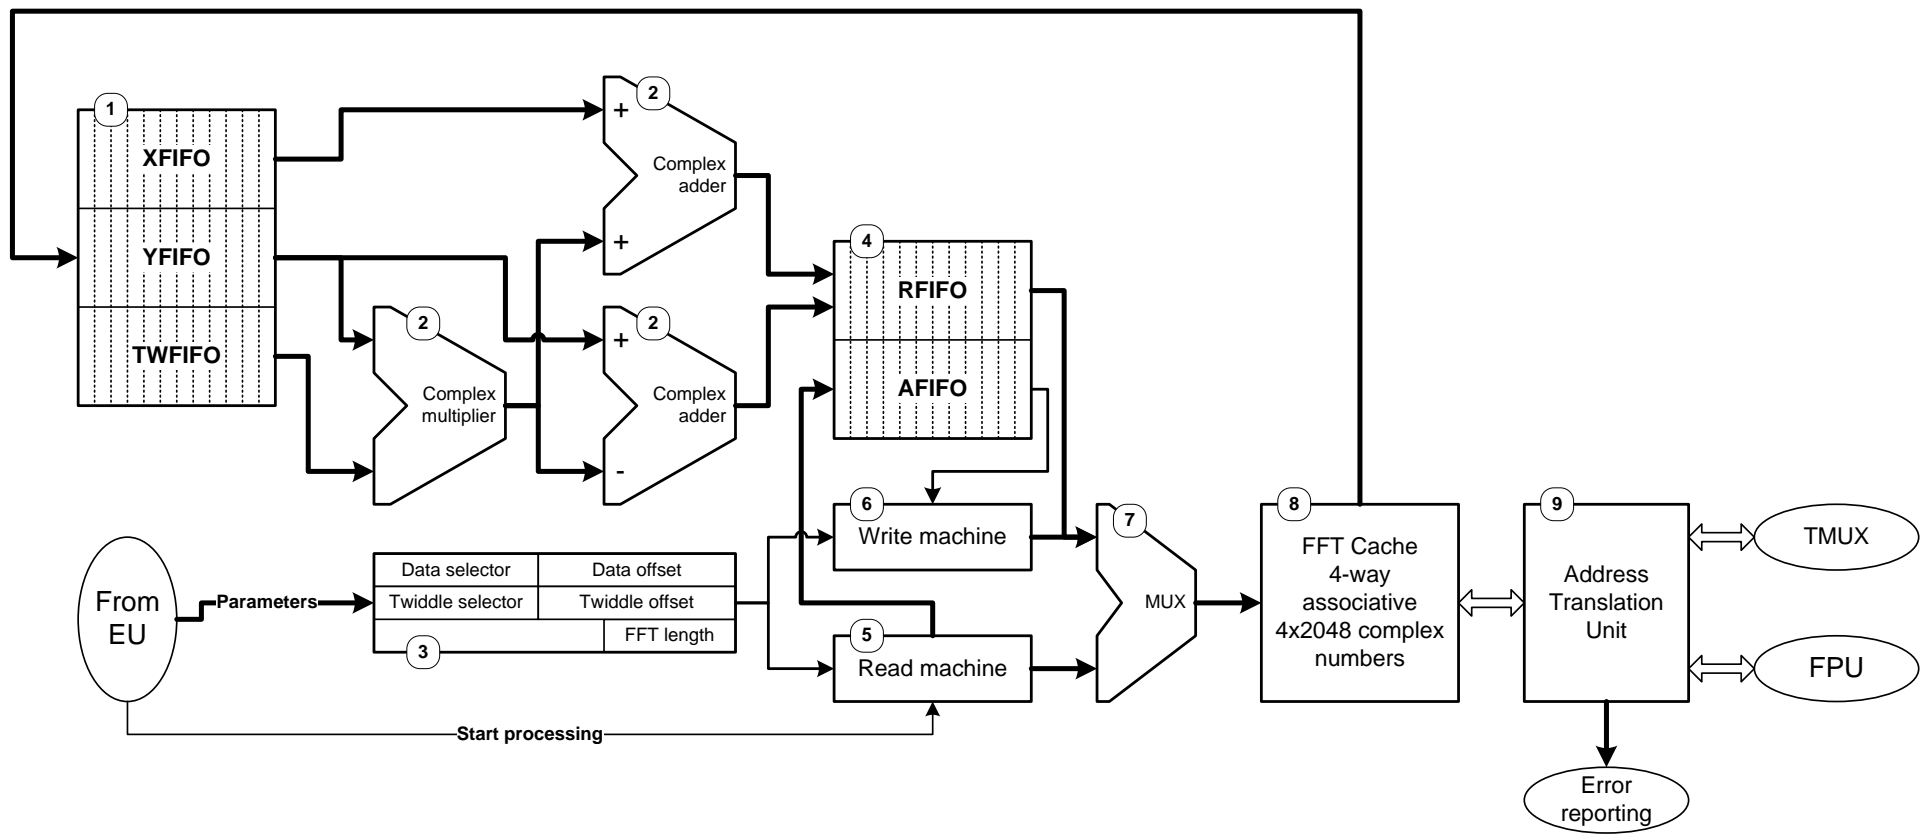 1
XFIFO
YFIFO
TWFIFO
2
+
+
Complex
adder
2
Complex
multiplier
2
+
-
Complex
adder
4
RFIFO
AFIFO
From
EU
Parameters
Data selector
Data offset
Twiddle selector
Twiddle offset
FFT length
3
Start processing
6
Write machine
5
Read machine
7
MUX
8
FFT Cache
4-way
associative
4x2048 complex
numbers
9
Address
Translation
Unit
TMUX
FPU
Error
reporting